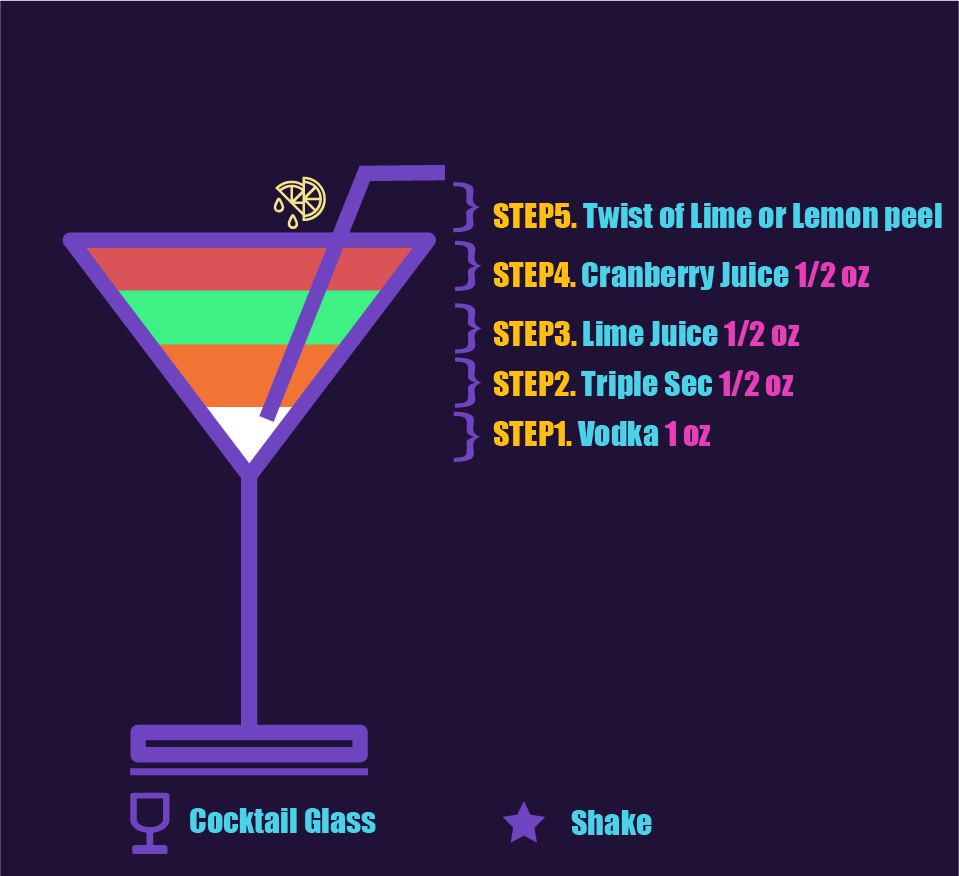 STEP5. Twist of Lime or Lemon peel
STEP4. Cranberry Juice 1/2 oz
STEP3. Lime Juice 1/2 oz
STEP2. Triple Sec 1/2 oz
STEP1. Vodka 1 oz
Cocktail Glass
Shake